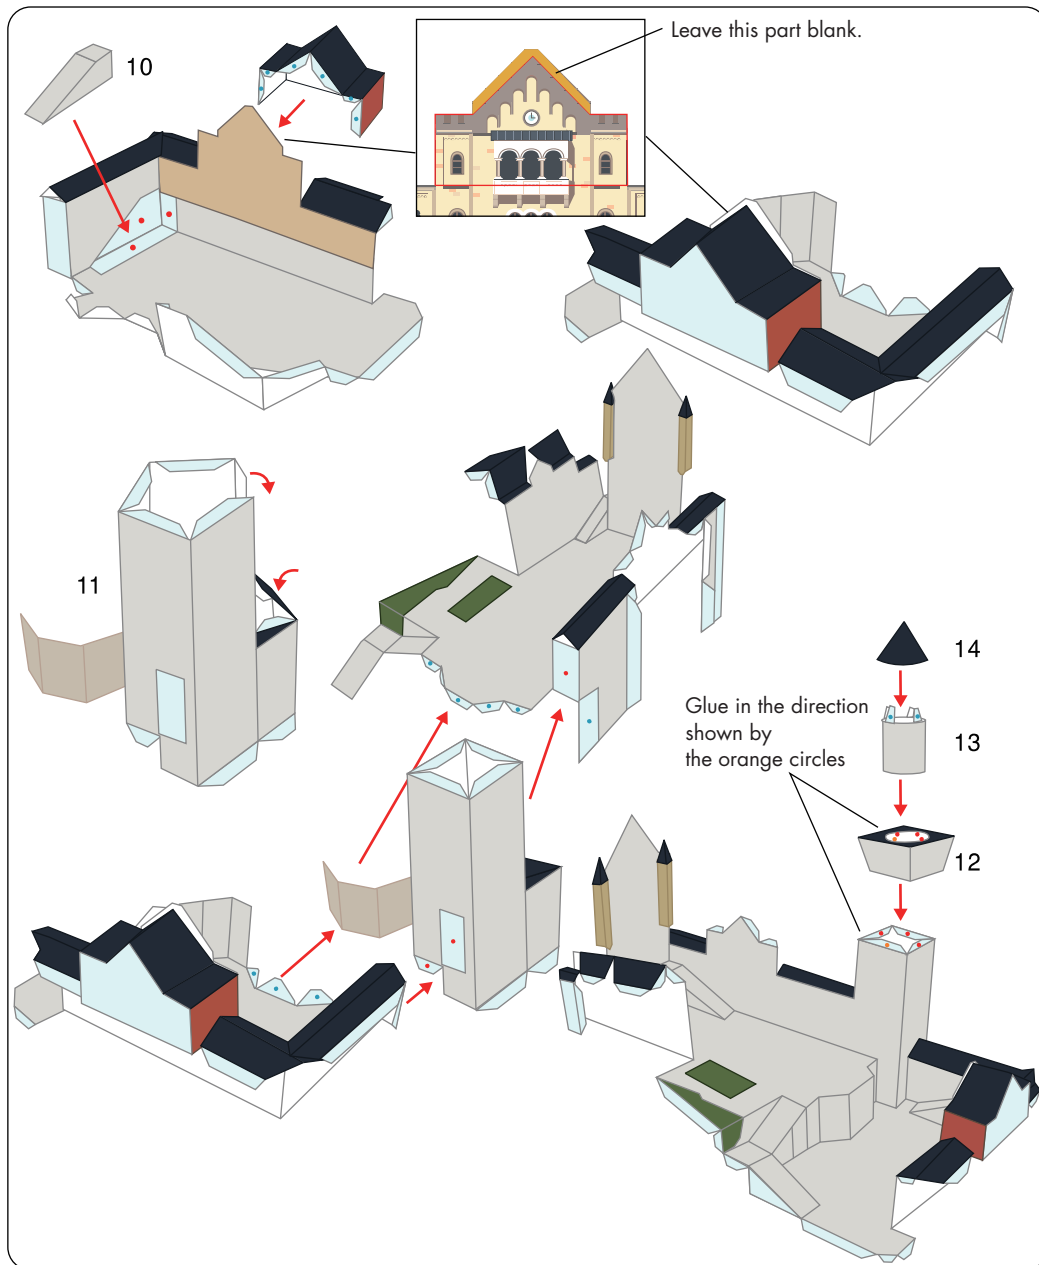 Leave this part blank.
10
11
14
Glue in the direction
shown by
the orange circles
13
12